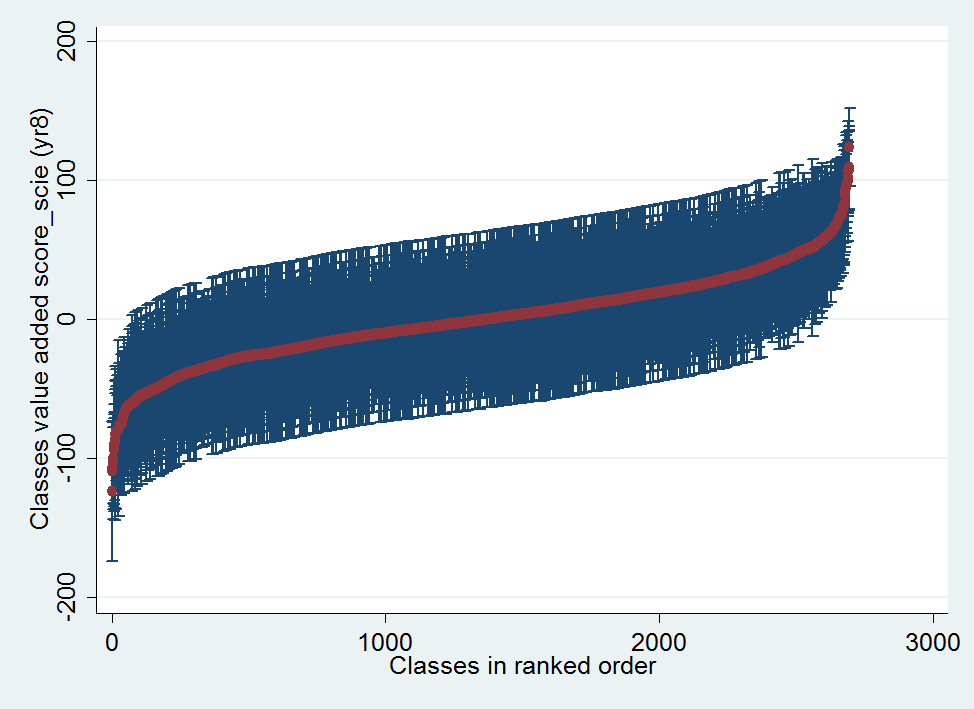 Classes value added score_scie (yr8)
200
100
0
-100
-200
0 1000 2000 3000
Classes in ranked order